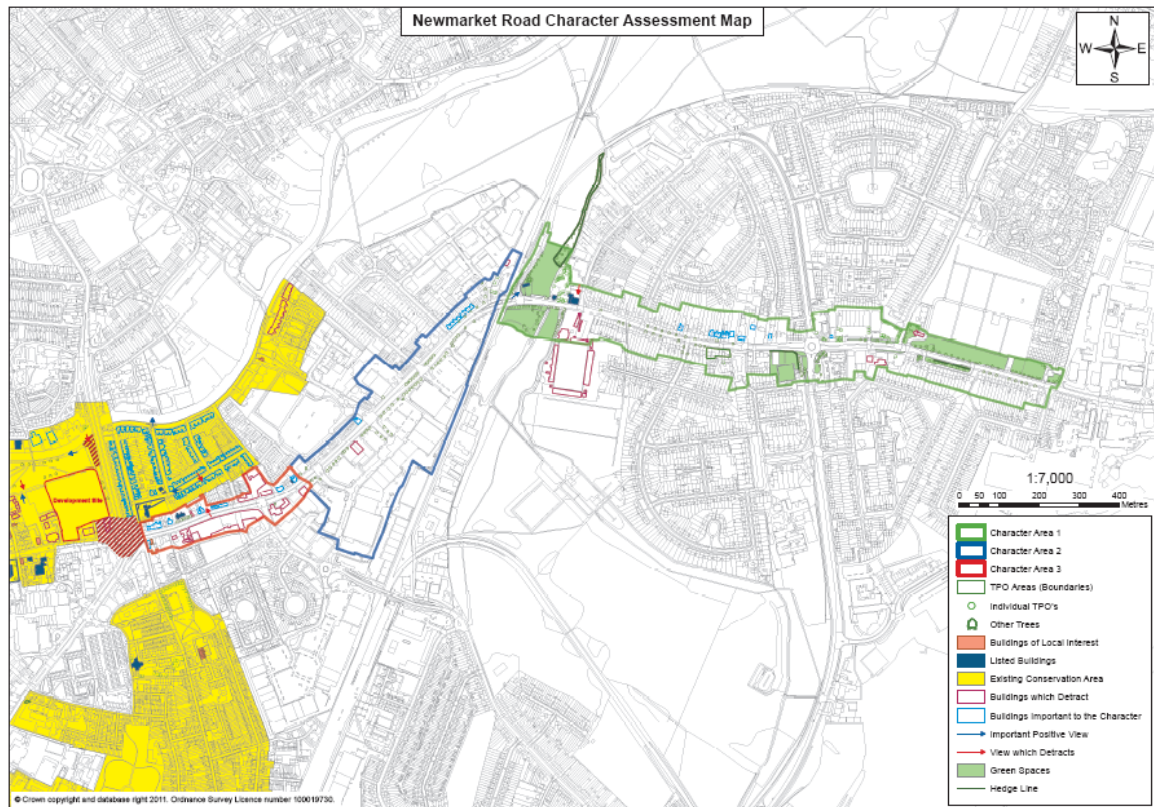 Newmarket Road Character Assessment Map
N
W E
S
Development Site
1:7,000
0 50 100 200 300 400
Metres
Character Area 1
Character Area 2
Character Area 3
TPO Areas (Boundaries)
Individual TPO's
Other Trees
Buildings of Local Interest
Listed Buildings
Existing Conservation Area
Buildings which Detract
Buildings Important to the Character
Important Positive View
View which Detracts
Green Spaces
Hedge Line
© Crown copyright and database right 2011. Ordnance Survey Licence number 100019730.